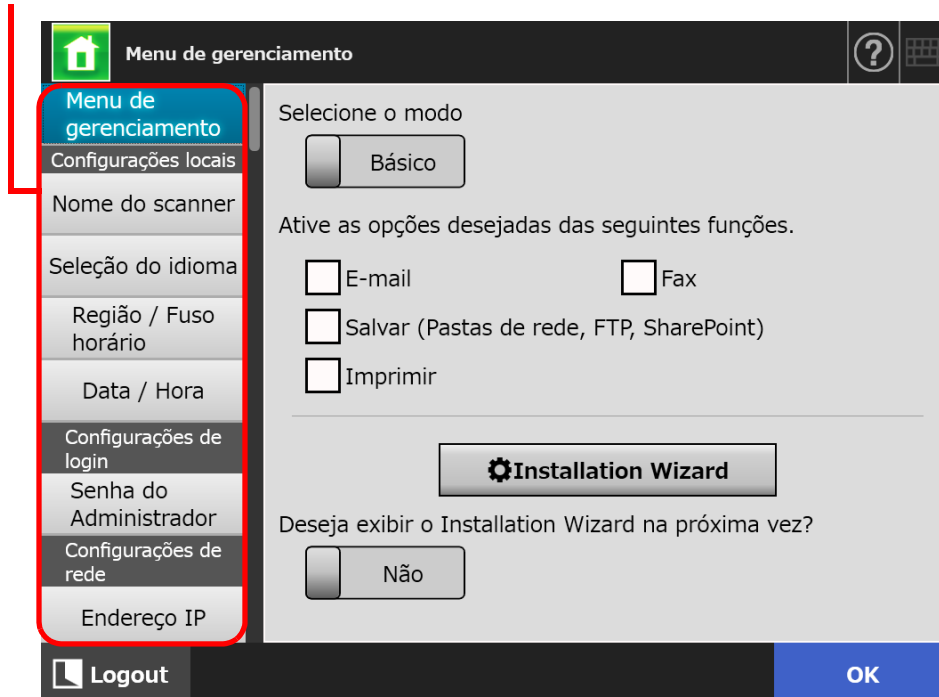 Menu de gerenciamento
?
Menu de
gerenciamento
Configurações locais
Nome do scanner
Seleção do idioma
Região / Fuso
horário
Data / Hora
Configurações de
login
Senha do
Administrador
Configurações de
rede
Endereço IP
Selecione o modo
Básico
Ative as opções desejadas das seguintes funções.
E-mail
Fax
Salvar (Pastas de rede, FTP, SharePoint)
Imprimir
Installation Wizard
Deseja exibir o Installation Wizard na próxima vez?
Não
Logout
OK